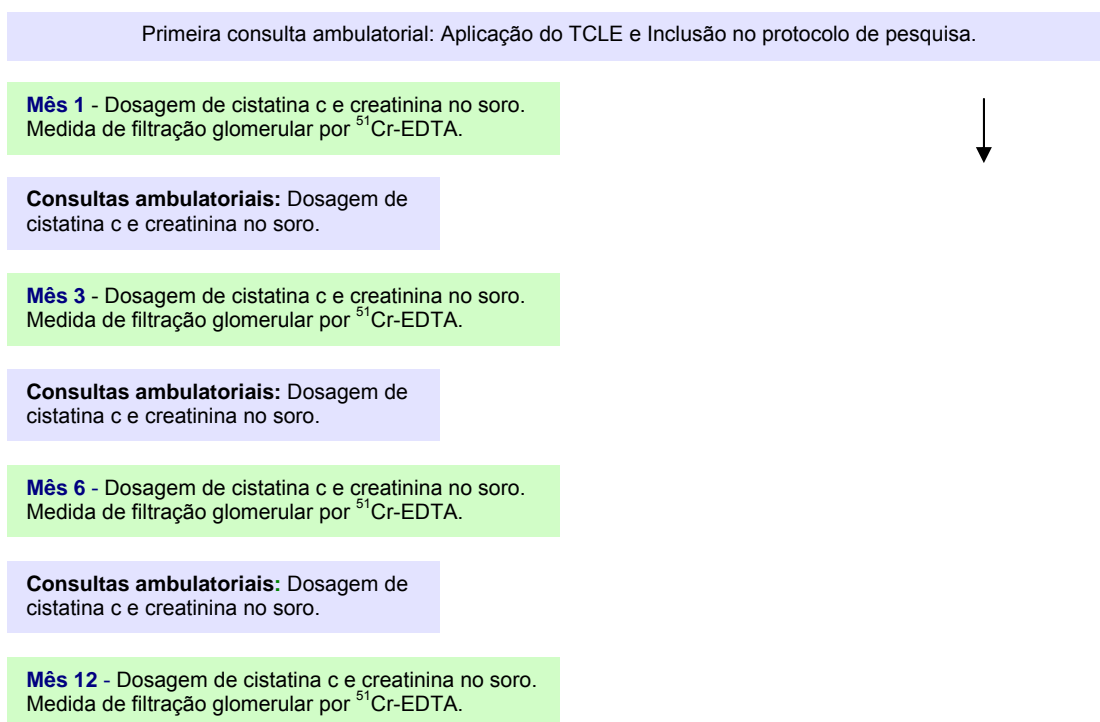 Primeira consulta ambulatorial: Aplicação do TCLE e Inclusão no protocolo de pesquisa.
Mês 1 - Dosagem de cistatina c e creatinina no soro.
Medida de filtração glomerular por ⁵¹Cr-EDTA.
Consultas ambulatoriais: Dosagem de
cistatina c e creatinina no soro.
Mês 3 - Dosagem de cistatina c e creatinina no soro.
Medida de filtração glomerular por ⁵¹Cr-EDTA.
Consultas ambulatoriais: Dosagem de
cistatina c e creatinina no soro.
Mês 6 - Dosagem de cistatina c e creatinina no soro.
Medida de filtração glomerular por ⁵¹Cr-EDTA.
Consultas ambulatoriais: Dosagem de
cistatina c e creatinina no soro.
Mês 12 - Dosagem de cistatina c e creatinina no soro.
Medida de filtração glomerular por ⁵¹Cr-EDTA.